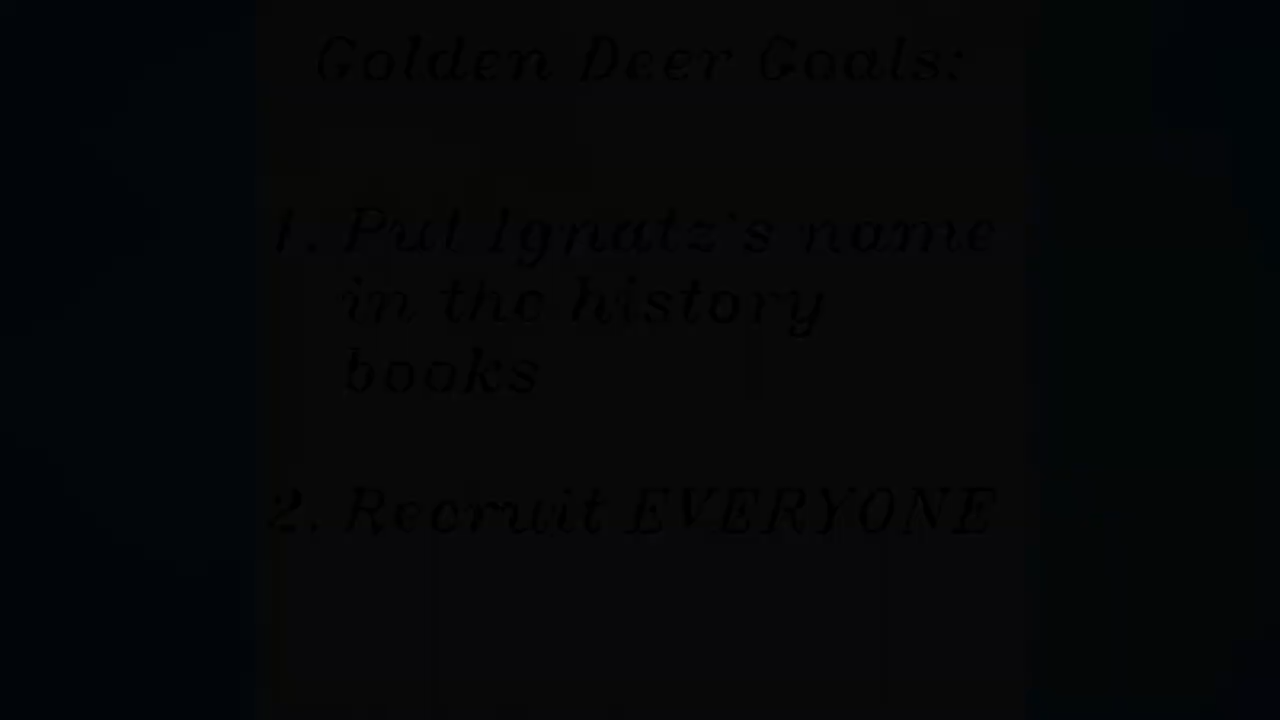 Golden Deer Goals:
1. Put Ignatz's name
in the history
books
2. Recruit EVERYONE